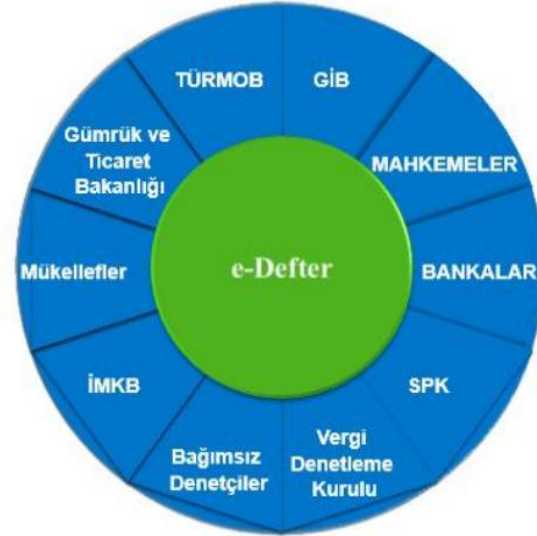 TÜRMOB
GİB
Gümrük ve
Ticaret
Bakanlığı
MAHKEMELER
Mükellefler
e-Defter
BANKALAR
İMKB
SPK
Bağımsız
Denetçiler
Vergi
Denetleme
Kurulu